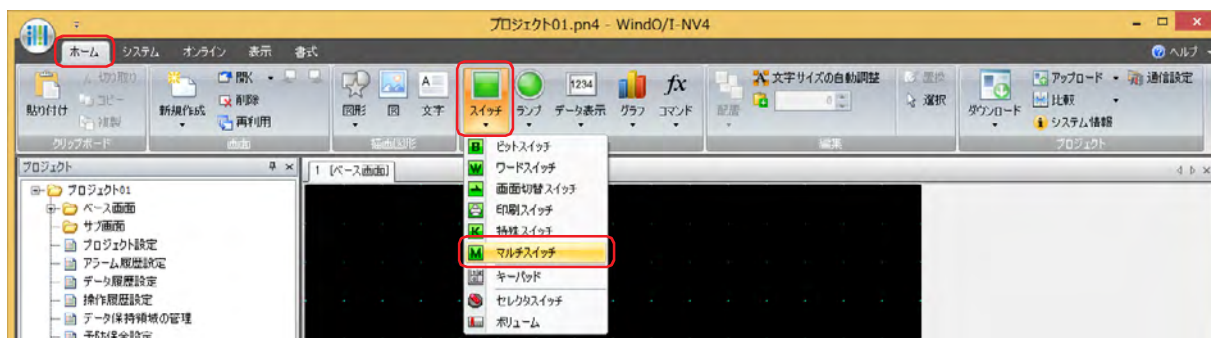 プロジェクト01.pn4 - WindO/I-NV4
ホーム システム オンライン 表示 書式 ヘルプ
切り取り 開く 文字サイズの自動調整 置換 アップロード 通信設定
コピー 削除 0 選択 比較
貼り付け 複製 新規作成 再利用 図形 図 文字 スイッチ ランプ データ表示 グラフ コマンド 配置 ダウンロード システム情報
クリップボード 画面 描画図形 編集 プロジェクト
プロジェクト 1 [ベース画面]
プロジェクト01
ベース画面
サブ画面
プロジェクト設定
アラーム履歴設定
データ履歴設定
操作履歴設定
データ保持領域の管理
予防保全設定
ビットスイッチ
ワードスイッチ
画面切替スイッチ
印刷スイッチ
特殊スイッチ
マルチスイッチ
キーパッド
セレクタスイッチ
ボリューム